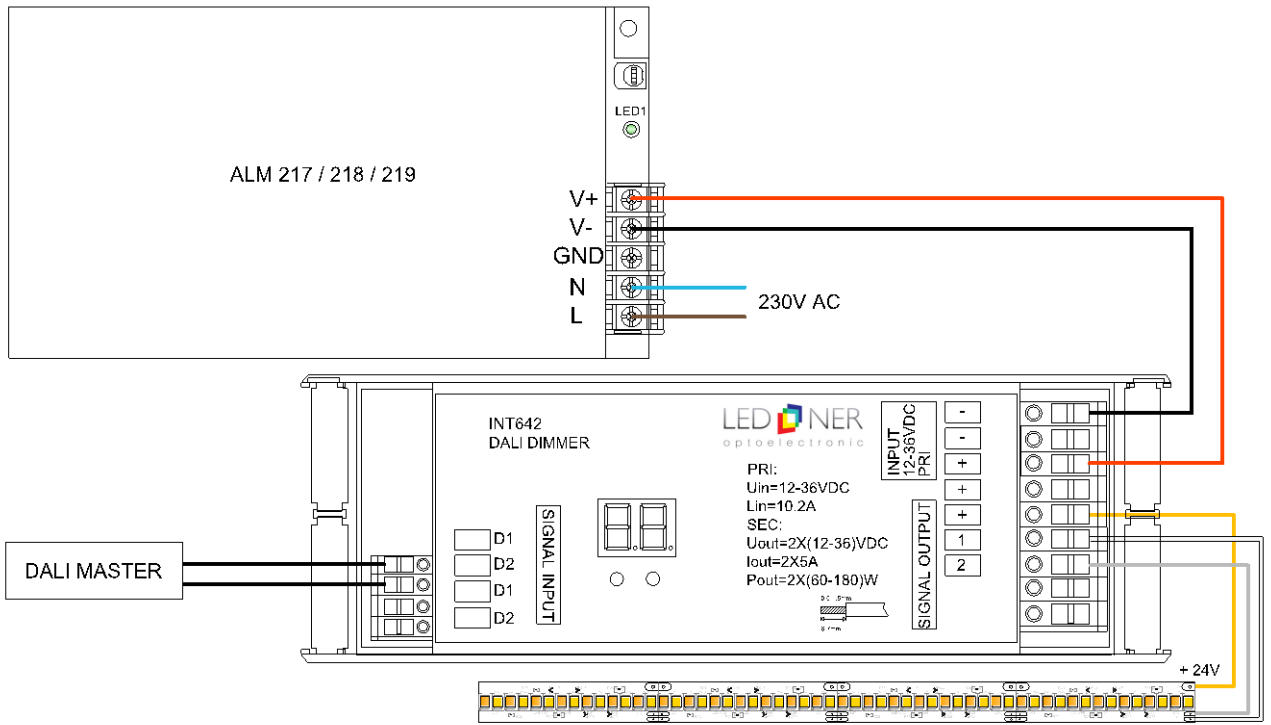 LED1
ALM 217 / 218 / 219
V+
V-
GND
N
L
230V AC
INT642
DALI DIMMER
LED NER
optoelectronic
INPUT
12-36VDC
PRI
-
-
+
+
+
1
2
SIGNAL OUTPUT
PRI:
Uin=12-36VDC
Lin=10.2A
SEC:
Uout=2X(12-36)VDC
Iout=2X5A
Pout=2X(60-180)W
SIGNAL INPUT
D1
D2
D1
D2
DALI MASTER
+ 24V